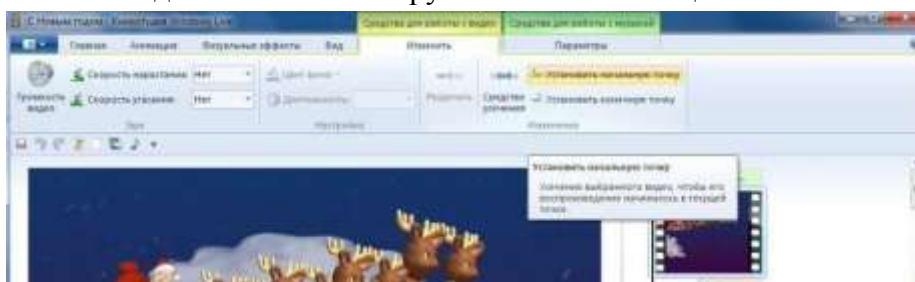 С Новым годом - Киностудия Windows Live
Средства для работы с видео
Средства для работы с музыкой
Главная Анимация Визуальные эффекты Вид Изменить Параметры
Громкость видео
Скорость нарастания: Нет
Скорость угасания: Нет
Звук
Цвет фона
Длительность:
Настройка
Разделить
Средство усечения
Установить начальную точку
Установить конечную точку
Изменение
Установить начальную точку
Усечение выбранного видео, чтобы его
воспроизведение начиналось в текущей
точке.